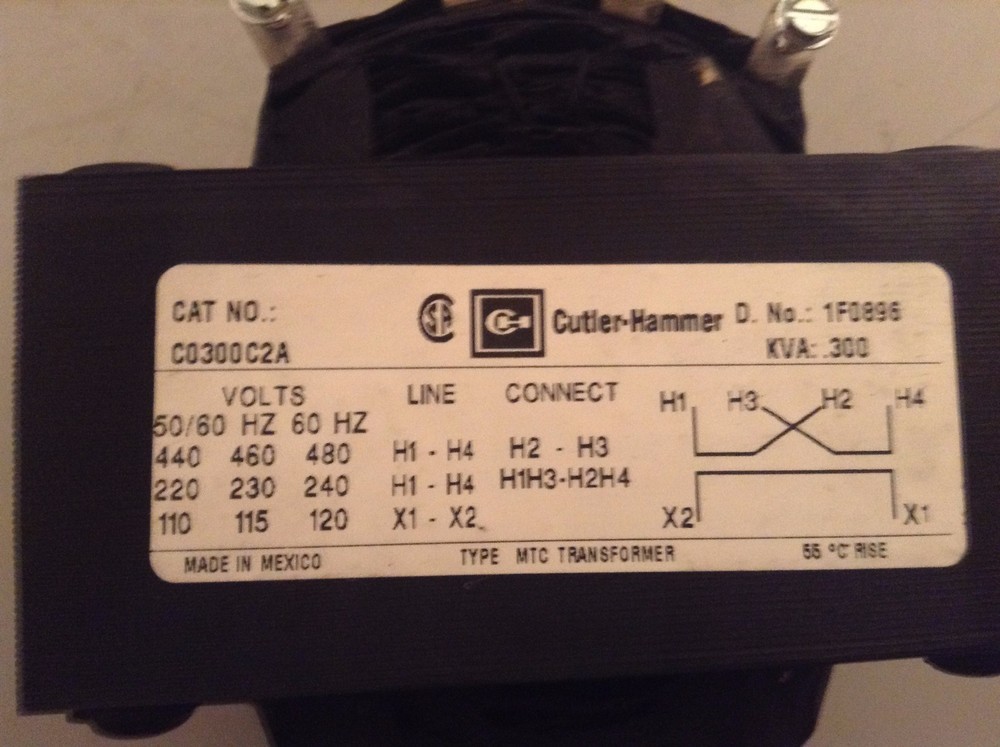 CAT NO.:
C0300C2A
CSA
Cutler-Hammer
D. No.: 1F0896
KVA: .300
VOLTS LINE CONNECT
50/60 HZ 60 HZ
440 460 480 H1 - H4 H2 - H3
220 230 240 H1 - H4 H1H3-H2H4
110 115 120 X1 - X2
H1 H3 H2 H4
X2 X1
MADE IN MEXICO TYPE MTC TRANSFORMER 55 °C RISE